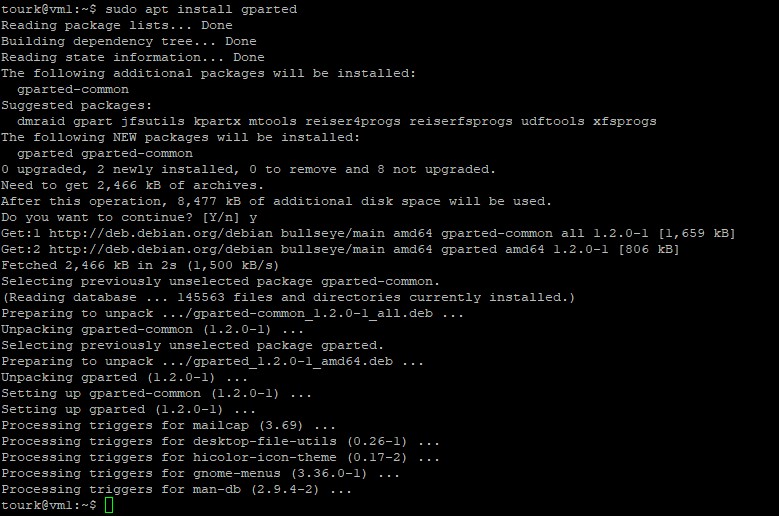 tourk@vm1:~$ sudo apt install gparted
Reading package lists... Done
Building dependency tree... Done
Reading state information... Done
The following additional packages will be installed:
  gparted-common
Suggested packages:
  dmraid gpart jfsutils kpartx mtools reiser4progs reiserfsprogs udftools xfsprogs
The following NEW packages will be installed:
  gparted gparted-common
0 upgraded, 2 newly installed, 0 to remove and 8 not upgraded.
Need to get 2,466 kB of archives.
After this operation, 8,477 kB of additional disk space will be used.
Do you want to continue? [Y/n] y
Get:1 http://deb.debian.org/debian bullseye/main amd64 gparted-common all 1.2.0-1 [1,659 kB]
Get:2 http://deb.debian.org/debian bullseye/main amd64 gparted amd64 1.2.0-1 [806 kB]
Fetched 2,466 kB in 2s (1,500 kB/s)
Selecting previously unselected package gparted-common.
(Reading database ... 145563 files and directories currently installed.)
Preparing to unpack .../gparted-common_1.2.0-1_all.deb ...
Unpacking gparted-common (1.2.0-1) ...
Selecting previously unselected package gparted.
Preparing to unpack .../gparted_1.2.0-1_amd64.deb ...
Unpacking gparted (1.2.0-1) ...
Setting up gparted-common (1.2.0-1) ...
Setting up gparted (1.2.0-1) ...
Processing triggers for mailcap (3.69) ...
Processing triggers for desktop-file-utils (0.26-1) ...
Processing triggers for hicolor-icon-theme (0.17-2) ...
Processing triggers for gnome-menus (3.36.0-1) ...
Processing triggers for man-db (2.9.4-2) ...
tourk@vm1:~$